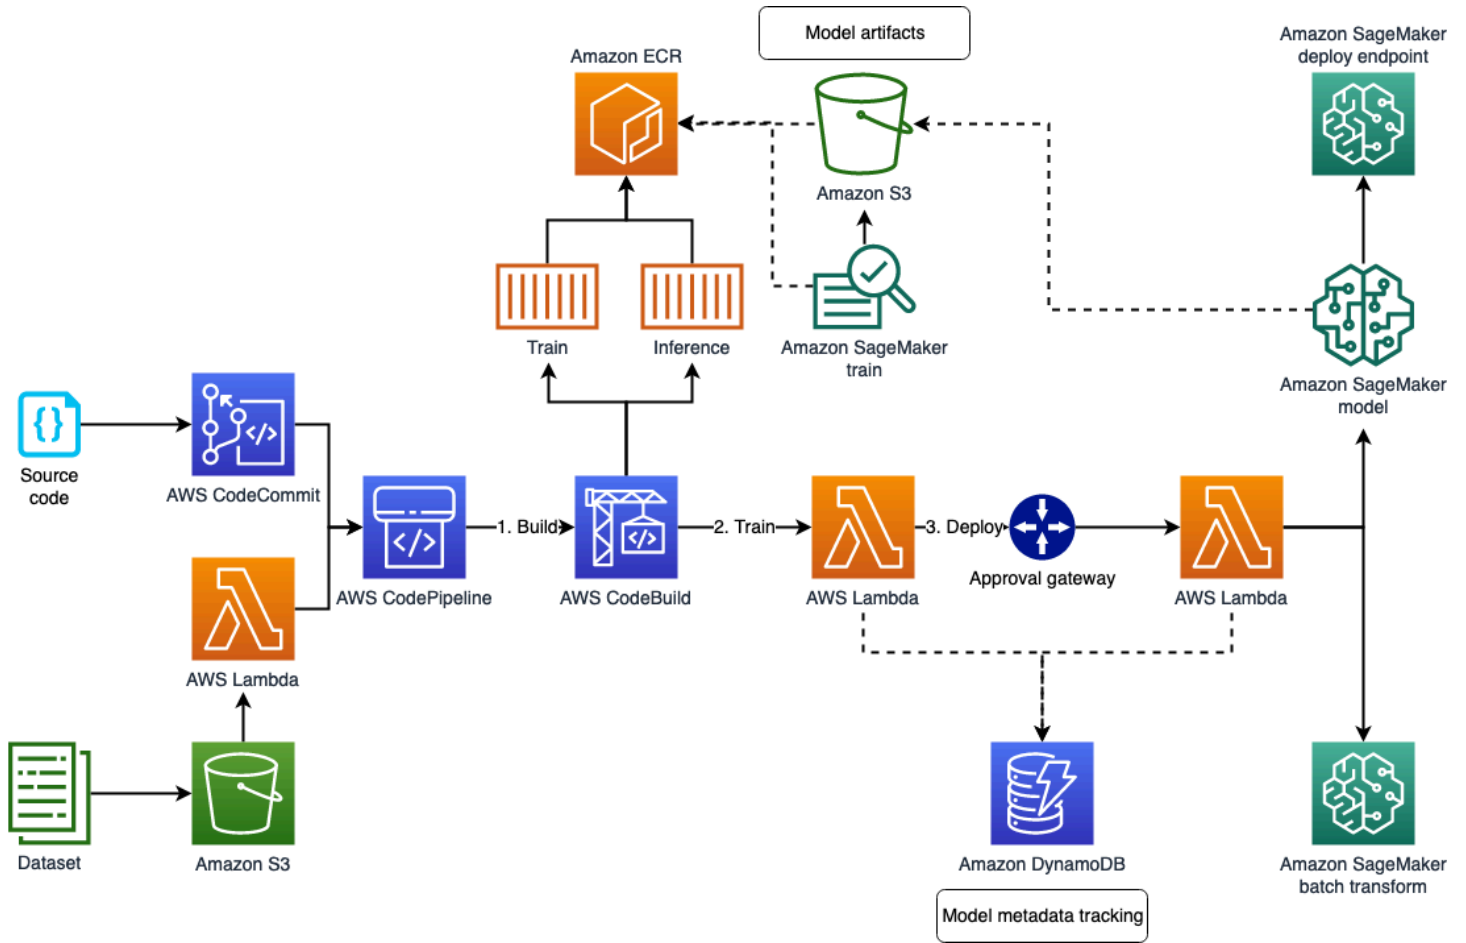 Model artifacts
Amazon ECR
Amazon SageMaker
deploy endpoint
Amazon S3
Train
Inference
Amazon SageMaker
train
Amazon SageMaker
model
Source
code
AWS CodeCommit
1. Build
2. Train
3. Deploy
AWS CodePipeline
AWS CodeBuild
AWS Lambda
Approval gateway
AWS Lambda
AWS Lambda
Dataset
Amazon S3
Amazon DynamoDB
Amazon SageMaker
batch transform
Model metadata tracking